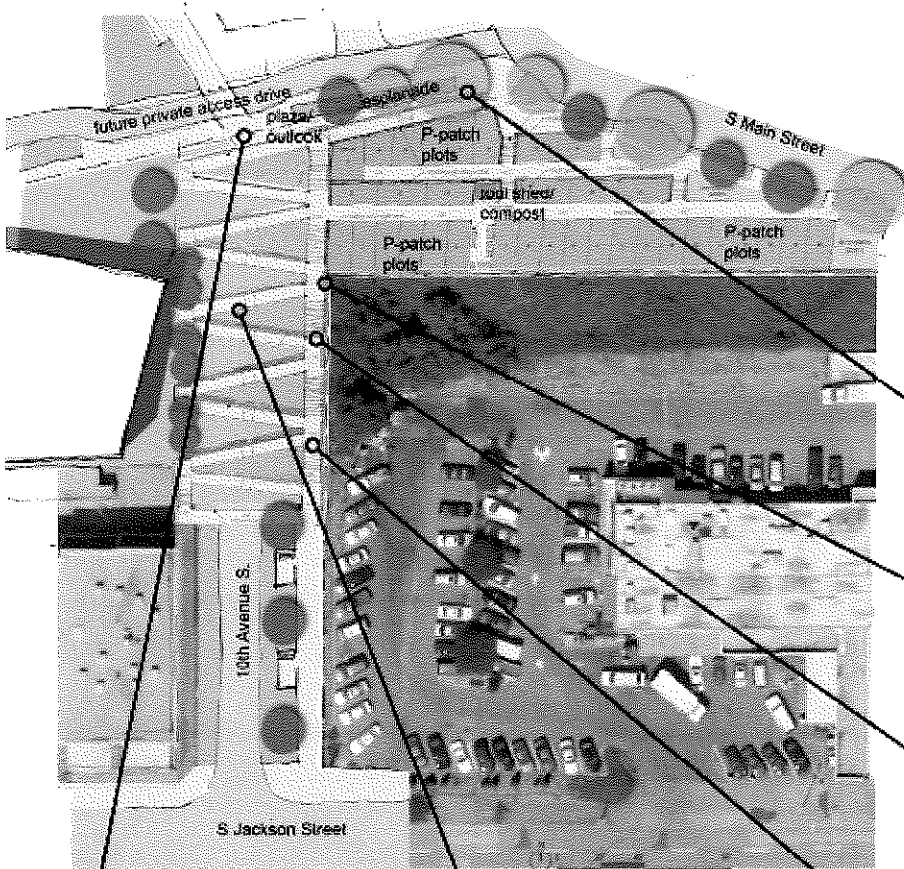 future private access drive
plaza/
outlook
esplanade
S Main Street
P-patch
plots
tool shed/
compost
P-patch
plots
P-patch
plots
10th Avenue S.
S Jackson Street